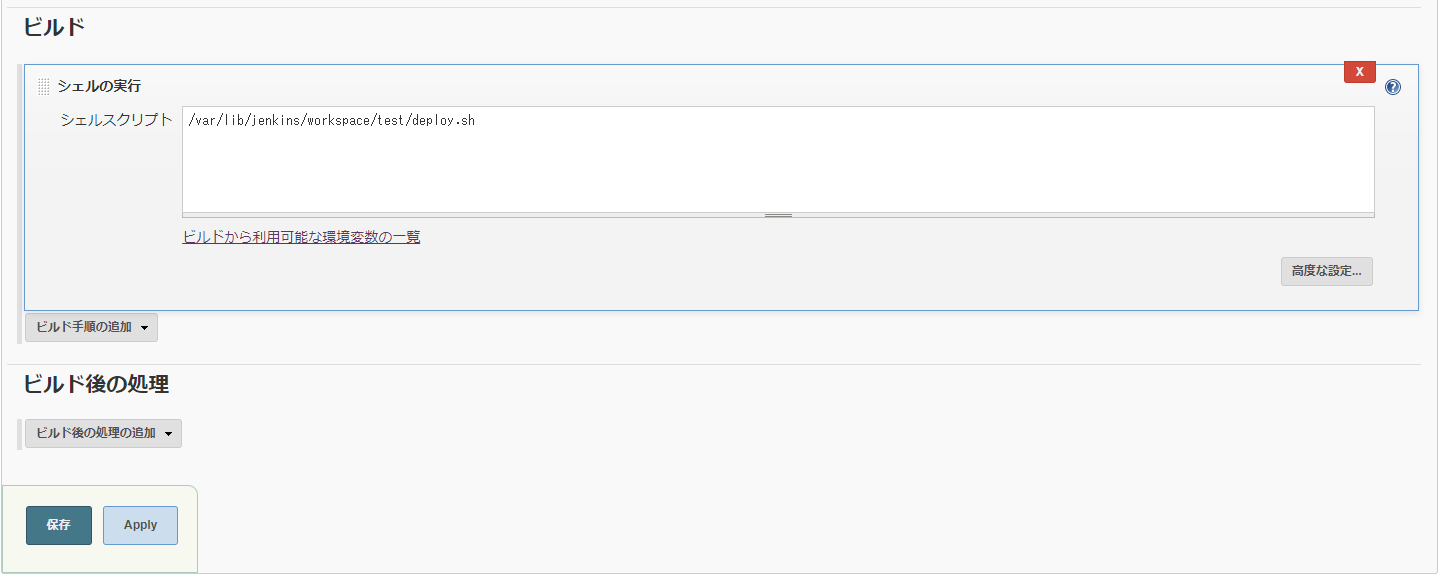 ビルド
X
シェルの実行
?
シェルスクリプト
/var/lib/jenkins/workspace/test/deploy.sh
ビルドから利用可能な環境変数の一覧
高度な設定...
ビルド手順の追加
ビルド後の処理
ビルド後の処理の追加
保存
Apply